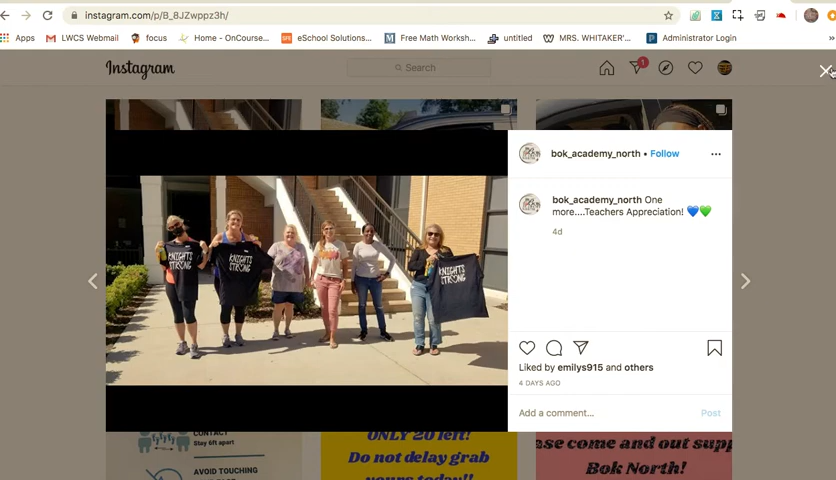 instagram.com/p/B_8JZwppz3h/
Apps LWCS Webmail focus Home - OnCourse... eSchool Solutions... Free Math Worksh... untitled MRS. WHITAKER'... Administrator Login »
Instagram
Search
1
bok_academy_north • Follow
bok_academy_north One
more....Teachers Appreciation! 💙💚
4d
KNIGHTS
STRONG
KNIGHTS
STRONG
KNIGHTS
STRONG
Liked by emilys915 and others
4 DAYS AGO
Add a comment... Post
CONTACT
Stay 6ft apart
AVOID TOUCHING
ONLY 20 left!
Do not delay grab
yours today!!
ase come and out supp
Bok North!